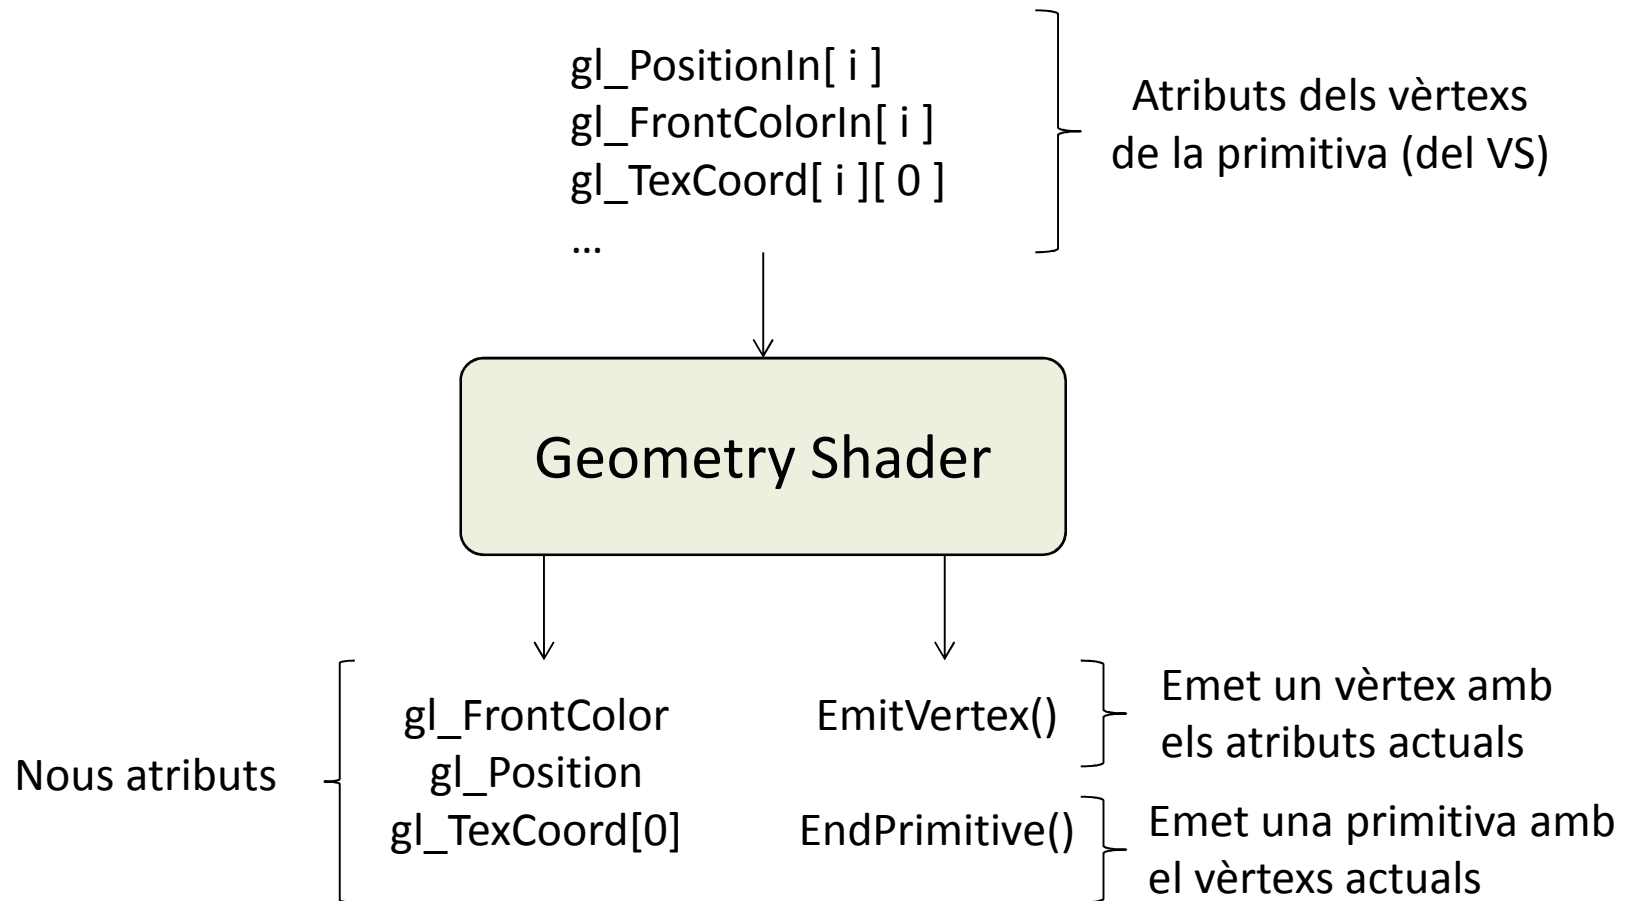 gl_PositionIn[ i ]
gl_FrontColorIn[ i ]
gl_TexCoord[ i ][ 0 ]
...
Atributs dels vèrtexs
de la primitiva (del VS)
Geometry Shader
Nous atributs
gl_FrontColor
gl_Position
gl_TexCoord[0]
EmitVertex()
Emet un vèrtex amb
els atributs actuals
EndPrimitive()
Emet una primitiva amb
el vèrtexs actuals